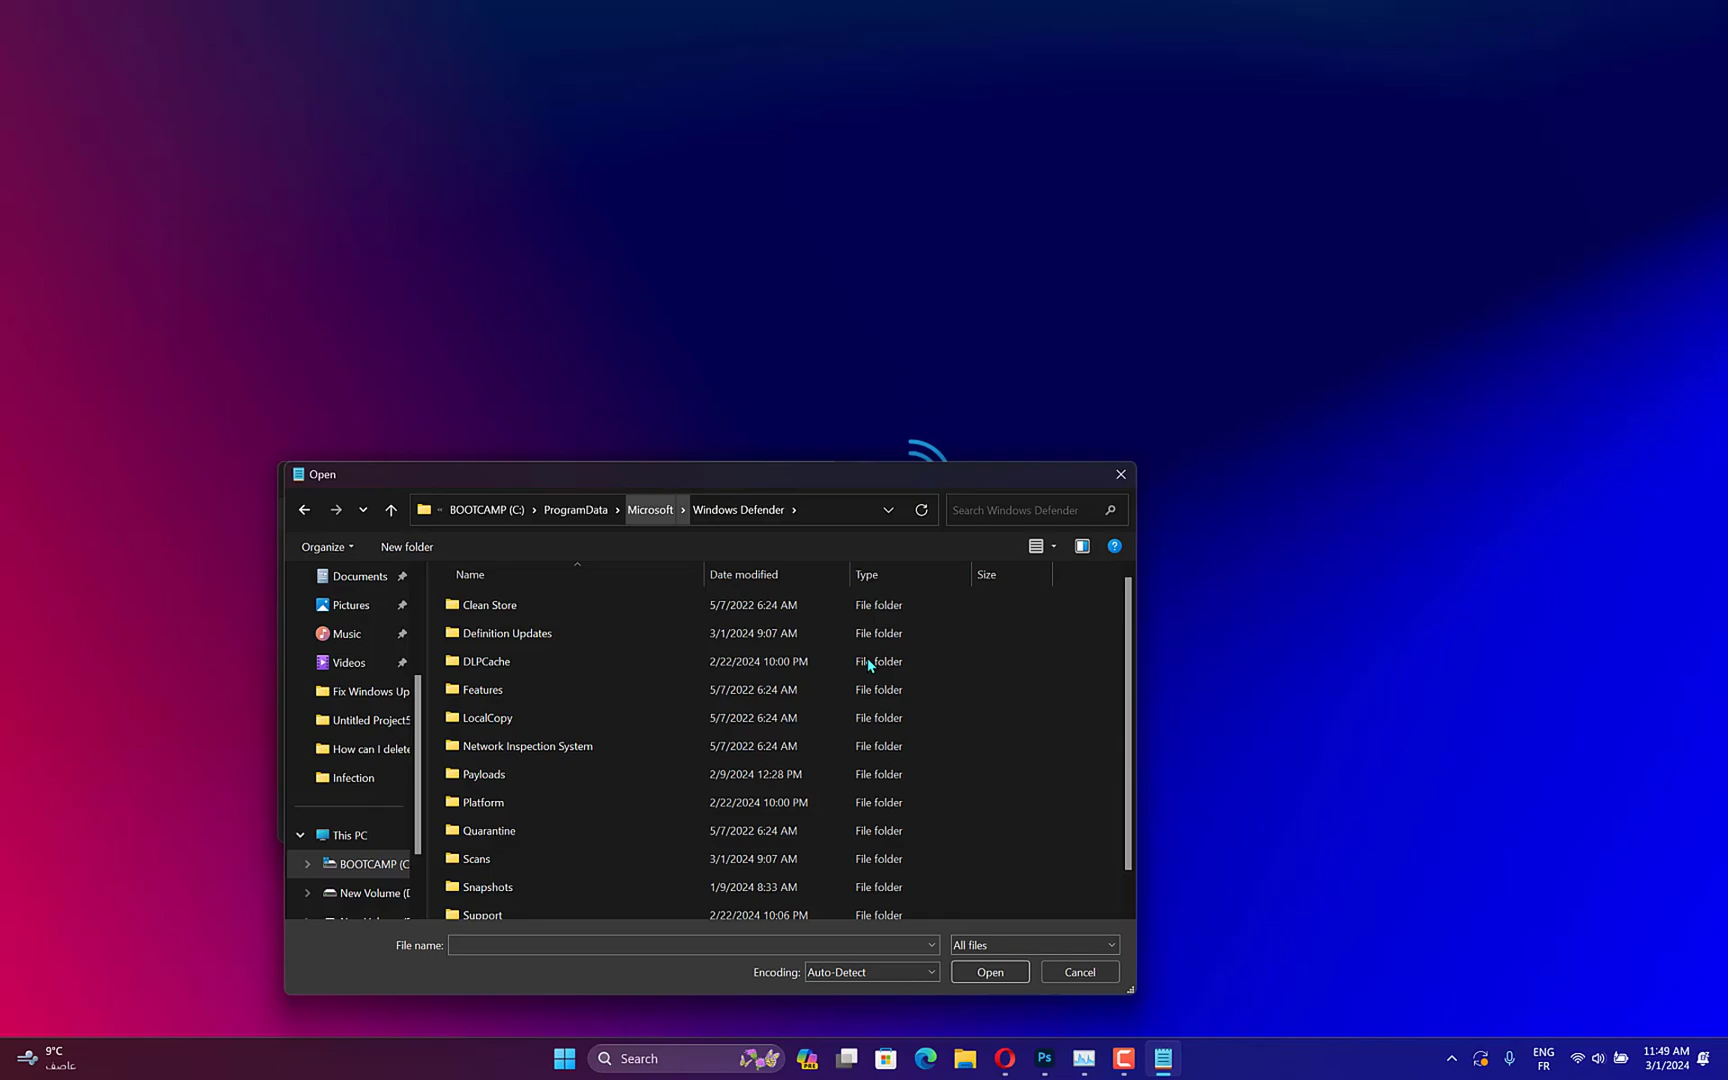 Open
BOOTCAMP (C:) › ProgramData › Microsoft › Windows Defender ›
Search Windows Defender
Organize
New folder
Documents
Pictures
Music
Videos
Fix Windows Up
Untitled Project5
How can I delete
Infection
This PC
BOOTCAMP (C
New Volume (D
Name Date modified Type Size
Clean Store 5/7/2022 6:24 AM File folder
Definition Updates 3/1/2024 9:07 AM File folder
DLPCache 2/22/2024 10:00 PM File folder
Features 5/7/2022 6:24 AM File folder
LocalCopy 5/7/2022 6:24 AM File folder
Network Inspection System 5/7/2022 6:24 AM File folder
Payloads 2/9/2024 12:28 PM File folder
Platform 2/22/2024 10:00 PM File folder
Quarantine 5/7/2022 6:24 AM File folder
Scans 3/1/2024 9:07 AM File folder
Snapshots 1/9/2024 8:33 AM File folder
Support 2/22/2024 10:06 PM File folder
File name:
All files
Encoding: Auto-Detect
Open
Cancel
9°C
عاصف
Search
PRE
Ps
ENG
FR
11:49 AM
3/1/2024